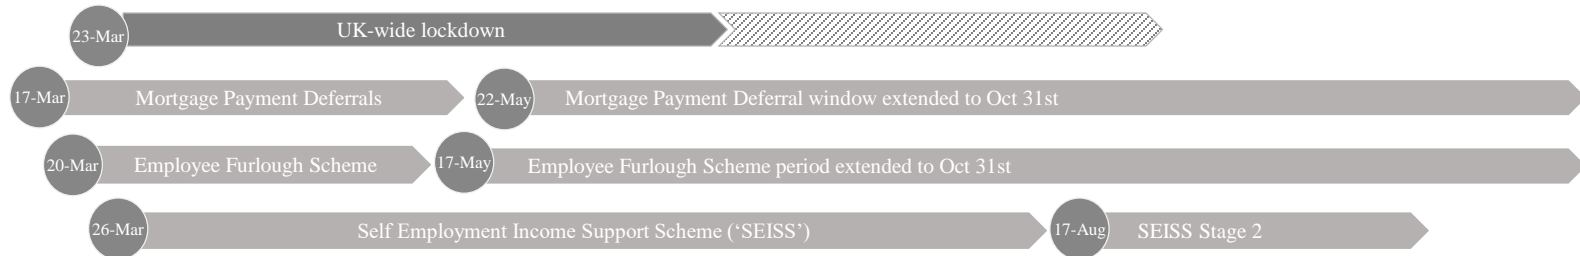 23-Mar UK-wide lockdown
17-Mar Mortgage Payment Deferrals 22-May Mortgage Payment Deferral window extended to Oct 31st
20-Mar Employee Furlough Scheme 17-May Employee Furlough Scheme period extended to Oct 31st
26-Mar Self Employment Income Support Scheme (‘SEISS’) 17-Aug SEISS Stage 2